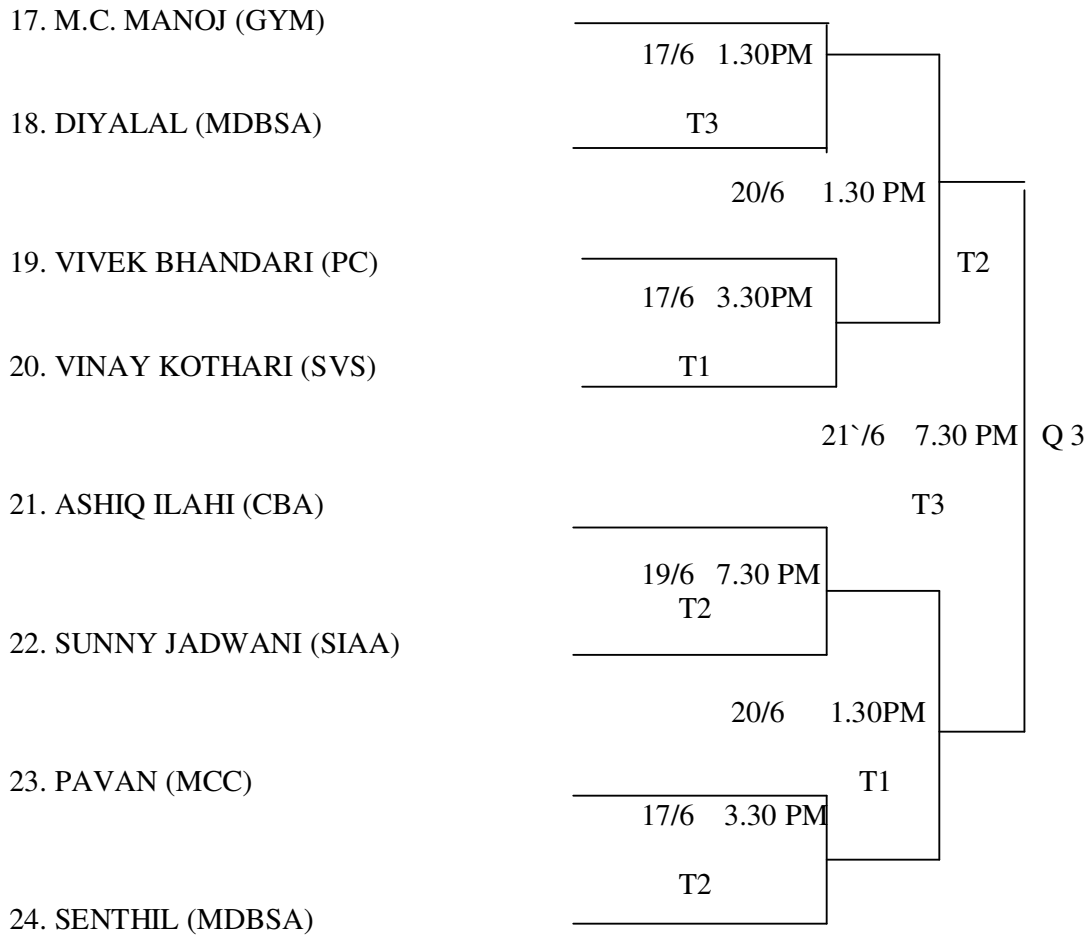 17. M.C. MANOJ (GYM)
17/6 1.30PM
18. DIYALAL (MDBSA)
T3
20/6 1.30 PM
19. VIVEK BHANDARI (PC)
T2
17/6 3.30PM
20. VINAY KOTHARI (SVS)
T1
21`/6 7.30 PM
Q 3
21. ASHIQ ILAHI (CBA)
T3
19/6 7.30 PM
T2
22. SUNNY JADWANI (SIAA)
20/6 1.30PM
23. PAVAN (MCC)
T1
17/6 3.30 PM
T2
24. SENTHIL (MDBSA)